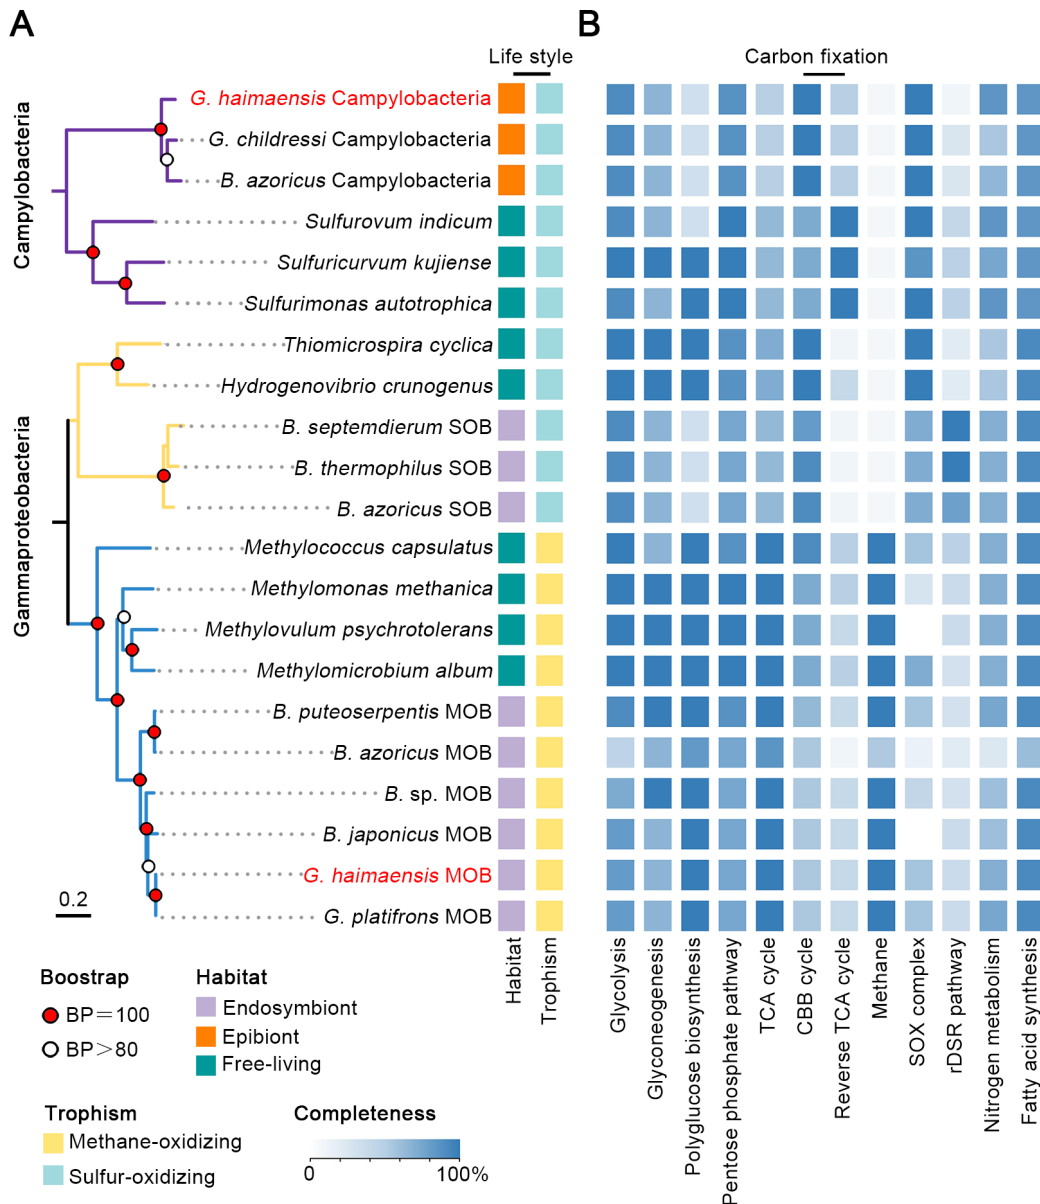 A
B
Life style
Carbon fixation
Campylobacteria
Gammaproteobacteria
G. haimaensis Campylobacteria
G. childressi Campylobacteria
B. azoricus Campylobacteria
Sulfurovum indicum
Sulfuricurvum kujiense
Sulfurimonas autotrophica
Thiomicrospira cyclica
Hydrogenovibrio crunogenus
B. septemdierum SOB
B. thermophilus SOB
B. azoricus SOB
Methylococcus capsulatus
Methylomonas methanica
Methylovulum psychrotolerans
Methylomicrobium album
B. puteoserpentis MOB
B. azoricus MOB
B. sp. MOB
B. japonicus MOB
G. haimaensis MOB
G. platifrons MOB
0.2
Habitat
Trophism
Glycolysis
Glyconeogenesis
Polyglucose biosynthesis
Pentose phosphate pathway
TCA cycle
CBB cycle
Reverse TCA cycle
Methane
SOX complex
rDSR pathway
Nitrogen metabolism
Fatty acid synthesis
Boostrap
BP=100
BP>80
Habitat
Endosymbiont
Epibiont
Free-living
Trophism
Methane-oxidizing
Sulfur-oxidizing
Completeness
0 100%